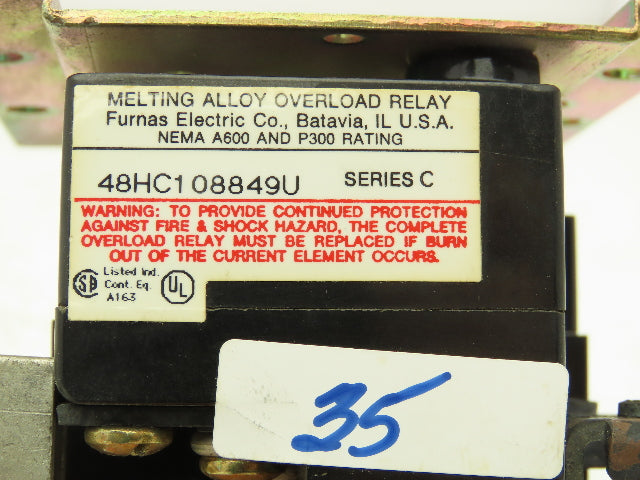 MELTING ALLOY OVERLOAD RELAY
Furnas Electric Co., Batavia, IL U.S.A.
NEMA A600 AND P300 RATING
48HC108849U SERIES C
WARNING: TO PROVIDE CONTINUED PROTECTION
AGAINST FIRE & SHOCK HAZARD, THE COMPLETE
OVERLOAD RELAY MUST BE REPLACED IF BURN
OUT OF THE CURRENT ELEMENT OCCURS.
SA Listed Ind. UL
Cont. Eq.
A163
35